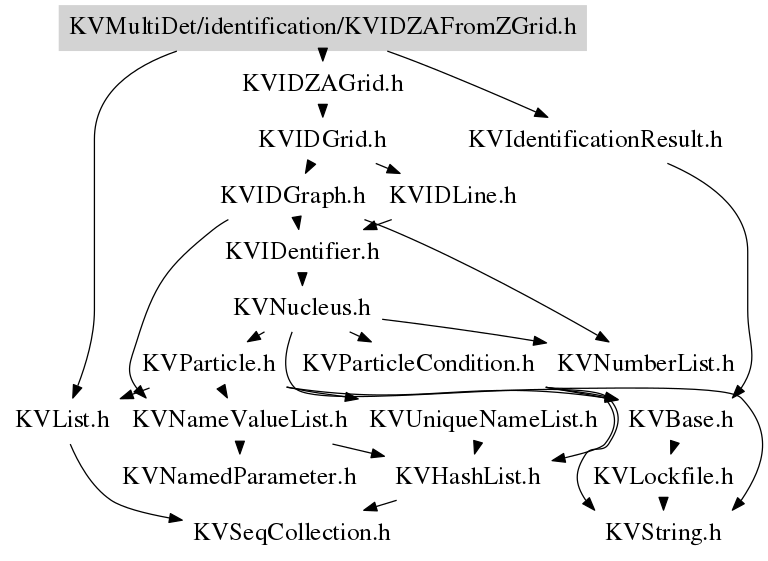 KVMultiDet/identification/KVIDZAFromZGrid.h
KVIDZAGrid.h
KVIDGrid.h
KVIdentificationResult.h
KVIDGraph.h
KVIDLine.h
KVIDentifier.h
KVNucleus.h
KVParticle.h
KVParticleCondition.h
KVNumberList.h
KVList.h
KVNameValueList.h
KVUniqueNameList.h
KVBase.h
KVNamedParameter.h
KVHashList.h
KVLockfile.h
KVSeqCollection.h
KVString.h